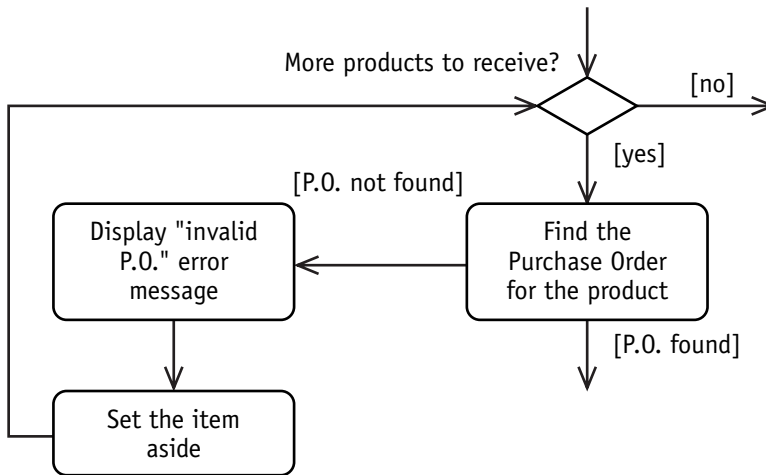 More products to receive?
[no]
[yes]
[P.O. not found]
Display "invalid
P.O." error
message
Find the
Purchase Order
for the product
[P.O. found]
Set the item
aside